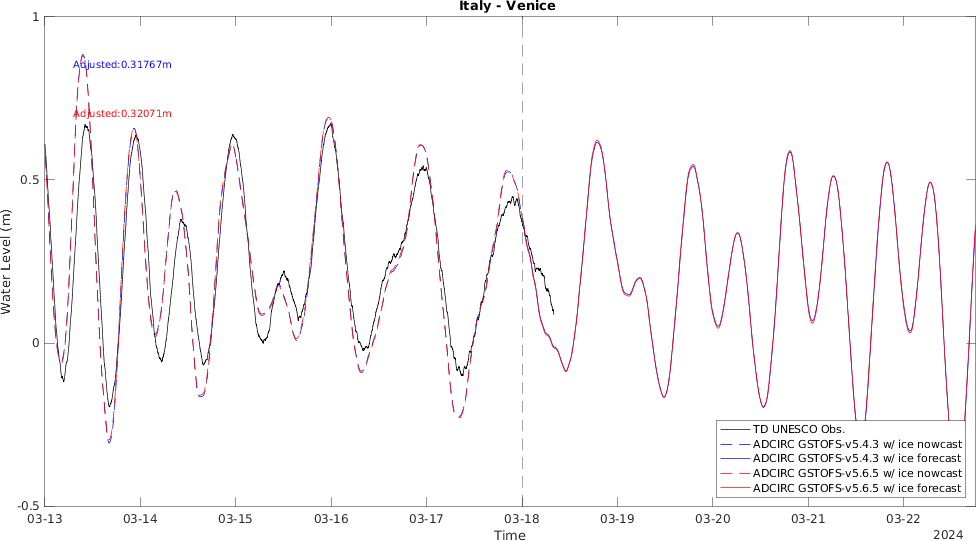 Italy - Venice
1
Adjusted:0.31767m
Adjusted:0.32071m
0.5
Water Level (m)
0
TD UNESCO Obs.
ADCIRC GSTOFS-v5.4.3 w/ ice nowcast
ADCIRC GSTOFS-v5.4.3 w/ ice forecast
ADCIRC GSTOFS-v5.6.5 w/ ice nowcast
ADCIRC GSTOFS-v5.6.5 w/ ice forecast
-0.5
03-13 03-14 03-15 03-16 03-17 03-18 03-19 03-20 03-21 03-22
Time
2024